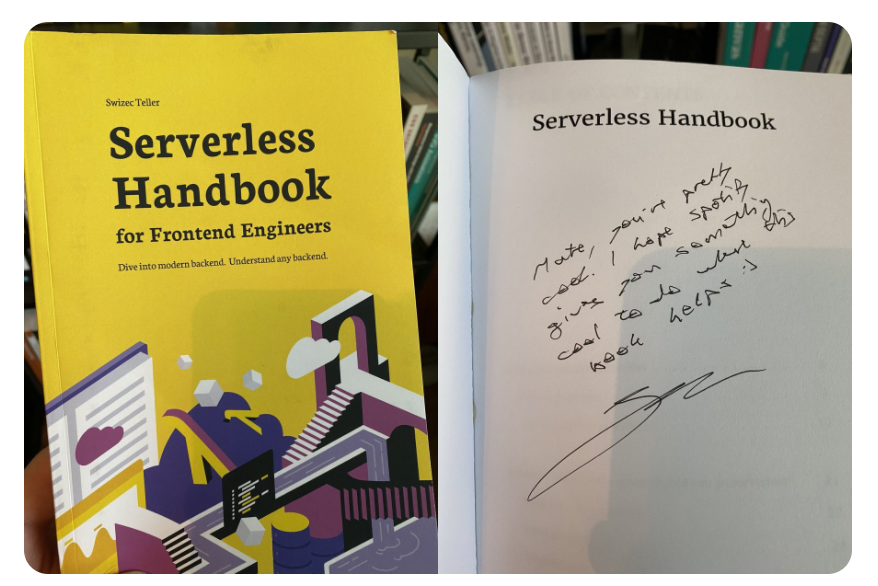 Swizec Teller
Serverless
Handbook
for Frontend Engineers
Dive into modern backend. Understand any backend.
Serverless Handbook
Mate, you're pretty
cool. I hope spotify
gives you something
cool to do where this
book helps :)